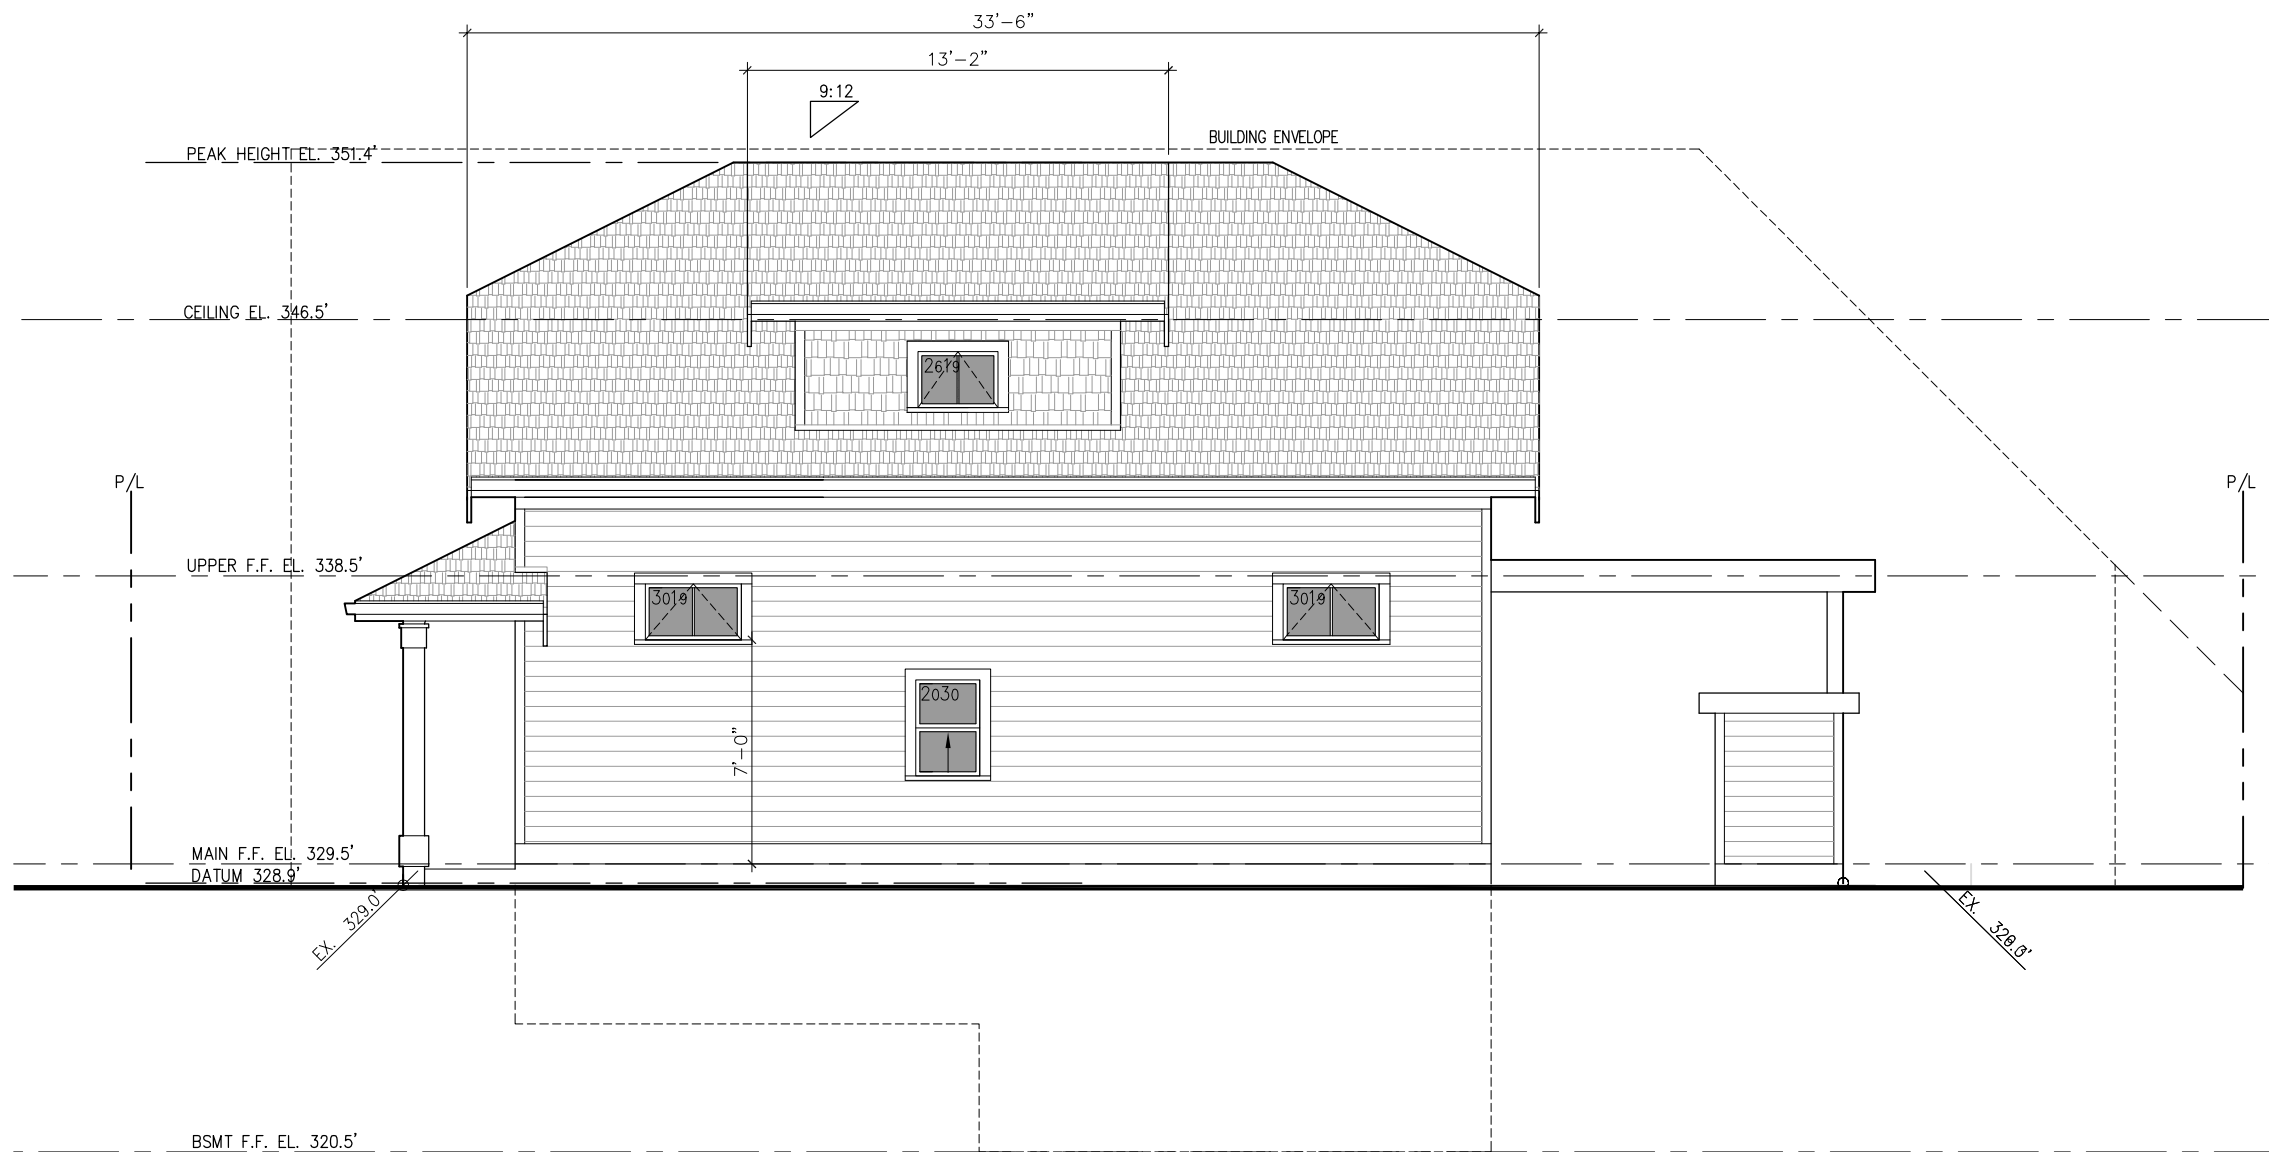 33'-6"
13'-2"
9:12
BUILDING ENVELOPE
PEAK HEIGHT EL. 351.4'
CEILING EL. 346.5'
2619
P/L
P/L
UPPER F.F. EL. 338.5'
3019
3019
2030
7'-0"
MAIN F.F. EL. 329.5'
DATUM 328.9'
EX. 329.0'
EX.
BSMT F.F. EL. 320.5'